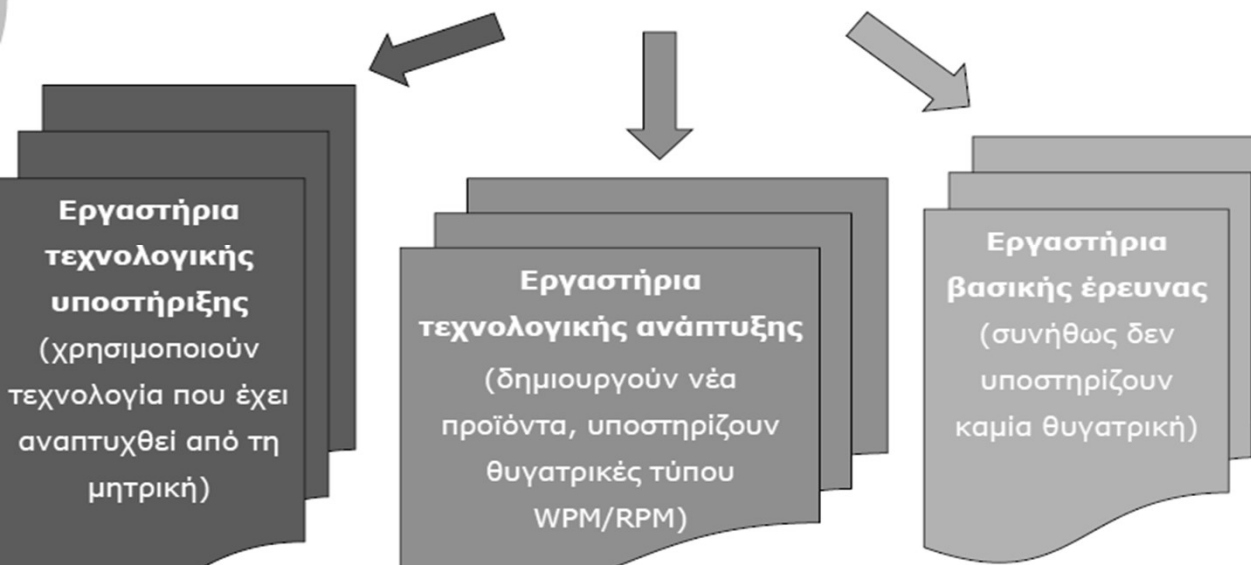 Εργαστήρια
τεχνολογικής
υποστήριξης
(χρησιμοποιούν
τεχνολογία που έχει
αναπτυχθεί από τη
μητρική)
Εργαστήρια
τεχνολογικής ανάπτυξης
(δημιουργούν νέα
προϊόντα, υποστηρίζουν
θυγατρικές τύπου
WPM/RPM)
Εργαστήρια
βασικής έρευνας
(συνήθως δεν
υποστηρίζουν
καμία θυγατρική)